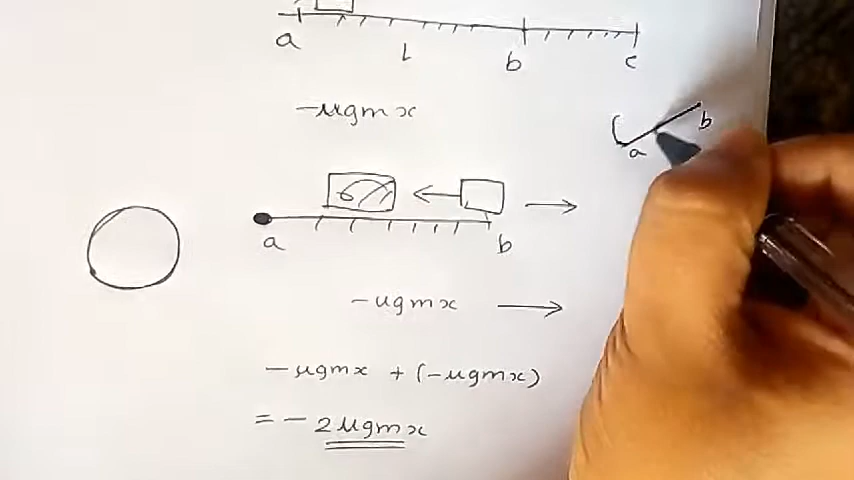 a l b c
-μgmx
a b
a b
-μgmx
-μgmx + (-μgmx)
= -2μgmx